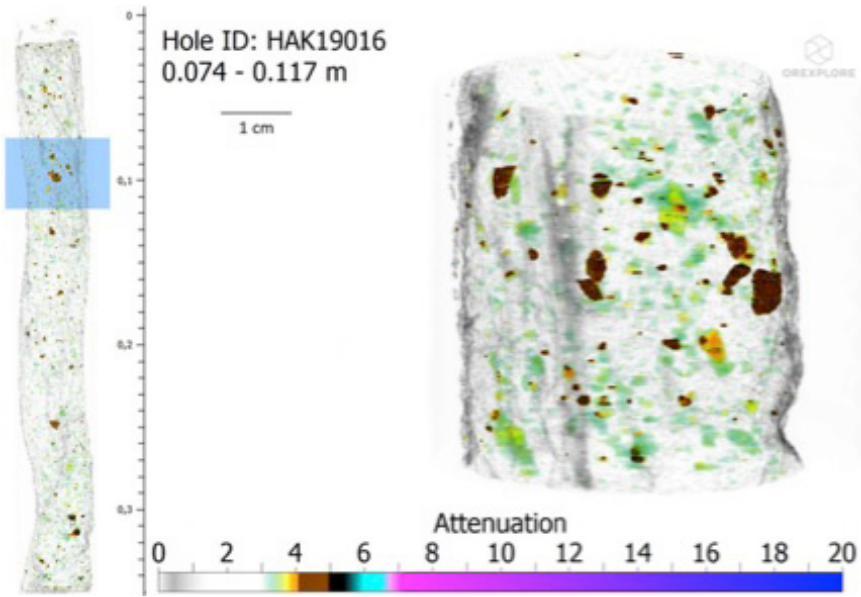 0
Hole ID: HAK19016
0.074 - 0.117 m
OREXPLORE
1 cm
0,1
0,2
0,3
Attenuation
0 2 4 6 8 10 12 14 16 18 20